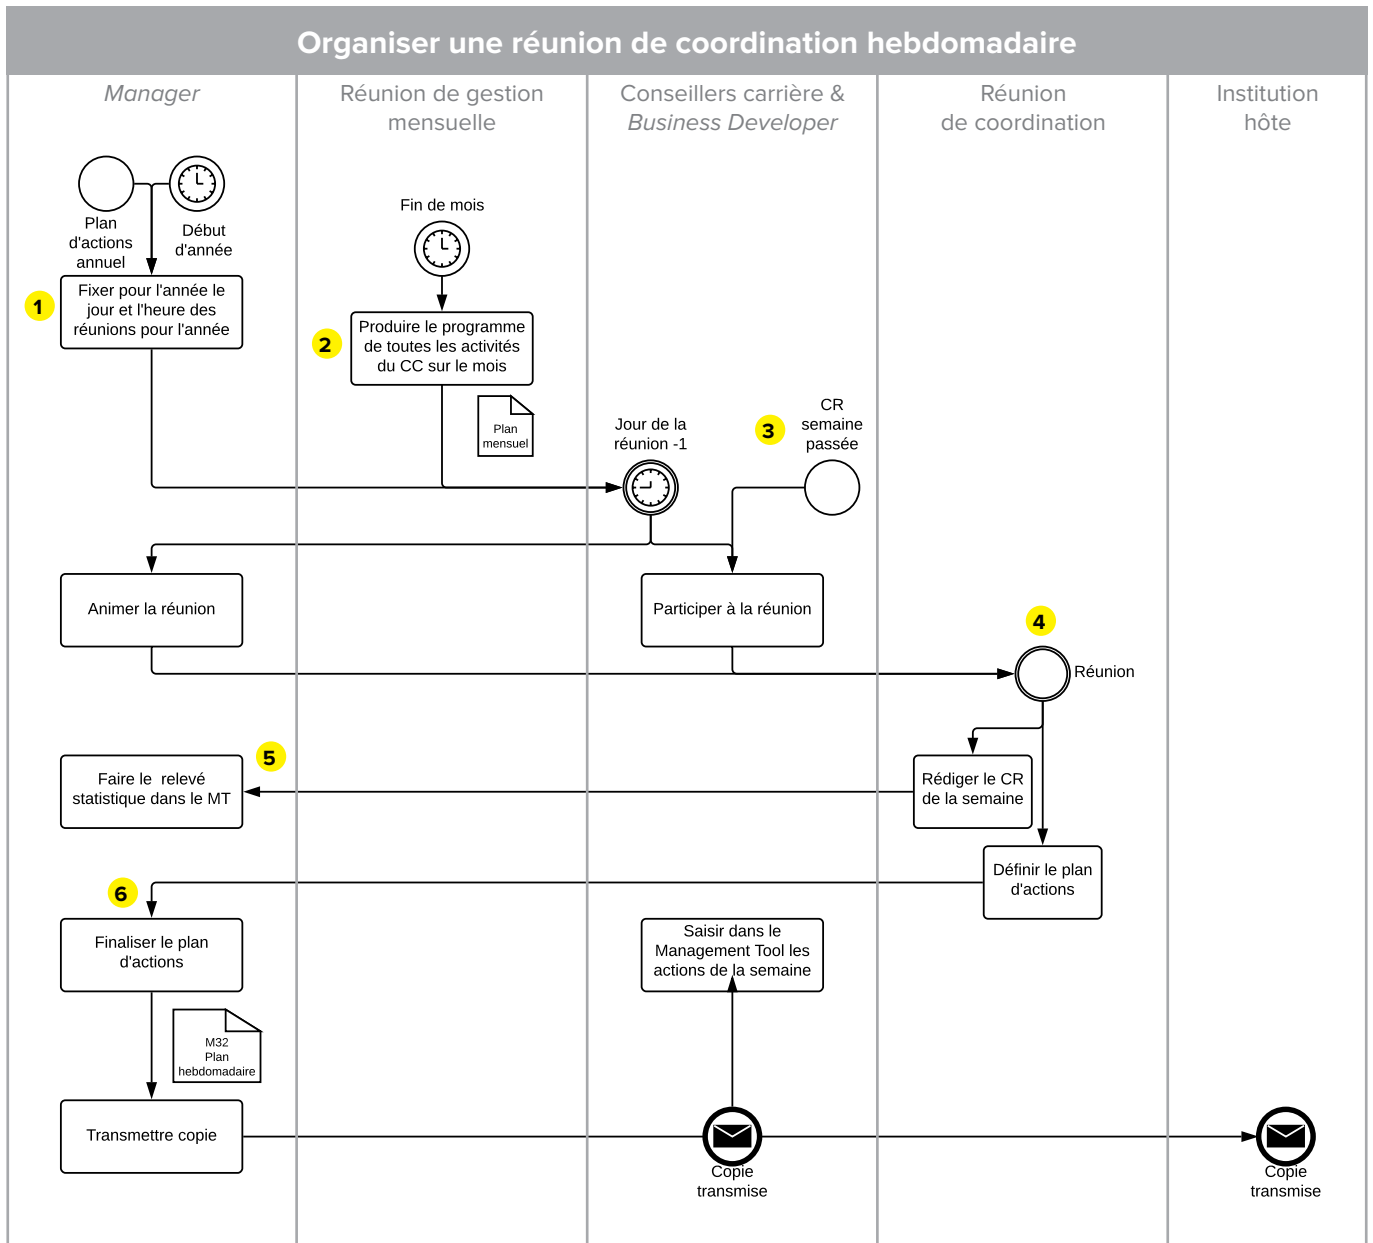 Organiser une réunion de coordination hebdomadaire
Manager
Réunion de gestion
mensuelle
Conseillers carrière &
Business Developer
Réunion
de coordination
Institution
hôte
Plan
d'actions
annuel
Début
d'année
Fin de mois
1
Fixer pour l'année le
jour et l'heure des
réunions pour l'année
2
Produire le programme
de toutes les activités
du CC sur le mois
Plan
mensuel
Jour de la
réunion -1
3
CR
semaine
passée
Animer la réunion
Participer à la réunion
4
Réunion
5
Faire le  relevé
statistique dans le MT
Rédiger le CR
de la semaine
Définir le plan
d'actions
6
Finaliser le plan
d'actions
Saisir dans le
Management Tool les
actions de la semaine
M32
Plan
hebdomadaire
Transmettre copie
Copie
transmise
Copie
transmise